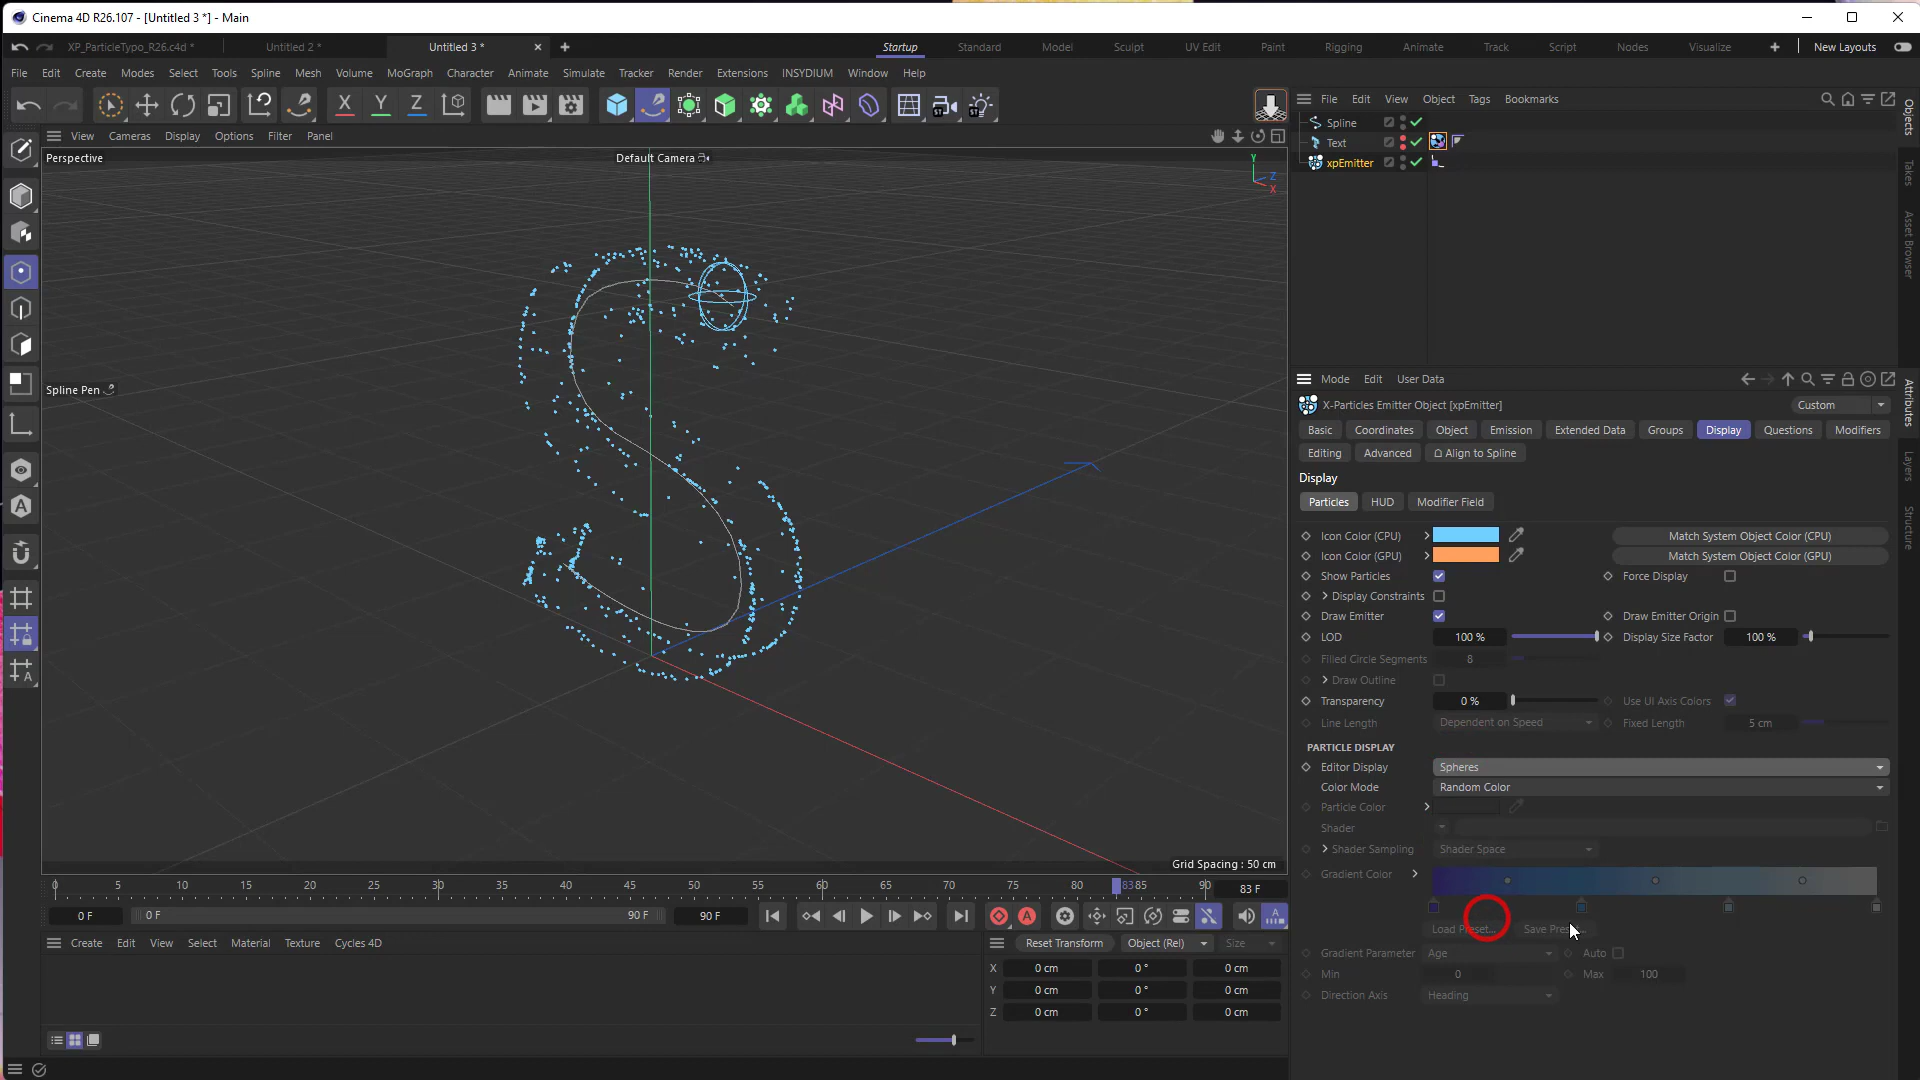 Cinema 4D R26.107 - [Untitled 3 *] - Main
XP_ParticleTypo_R26.c4d *
Untitled 2 *
Untitled 3 *
Startup
Standard
Model
Sculpt
UV Edit
Paint
Rigging
Animate
Track
Script
Nodes
Visualize
New Layouts
File Edit Create Modes Select Tools Spline Mesh Volume MoGraph Character Animate Simulate Tracker Render Extensions INSYDIUM Window Help
X Y Z
ST ST
View Cameras Display Options Filter Panel
Perspective
Default Camera
Y
Z
X
Spline Pen
Grid Spacing : 50 cm
File Edit View Object Tags Bookmarks
Spline
Text
xpEmitter
Objects
Takes
Asset Browser
Attributes
Layers
Structure
Mode Edit User Data
X-Particles Emitter Object [xpEmitter]
Custom
Basic Coordinates Object Emission Extended Data Groups Display Questions Modifiers
Editing Advanced Align to Spline
Display
Particles HUD Modifier Field
Icon Color (CPU) Match System Object Color (CPU)
Icon Color (GPU) Match System Object Color (GPU)
Show Particles Force Display
Display Constraints
Draw Emitter Draw Emitter Origin
LOD 100 % Display Size Factor 100 %
Filled Circle Segments 8
Draw Outline
Transparency 0 % Use UI Axis Colors
Line Length Dependent on Speed Fixed Length 5 cm
PARTICLE DISPLAY
Editor Display Spheres
Color Mode Random Color
Particle Color
Shader
Shader Sampling Shader Space
Gradient Color
Load Preset... Save
Gradient Parameter Age Auto
Min 0 Max 100
Direction Axis Heading
0 5 10 15 20 25 30 35 40 45 50 55 60 65 70 75 80 83 85 90 83 F
0 F 0 F 90 F 90 F
Create Edit View Select Material Texture Cycles 4D
Reset Transform Object (Rel) Size
X 0 cm 0 ° 0 cm
Y 0 cm 0 ° 0 cm
Z 0 cm 0 ° 0 cm